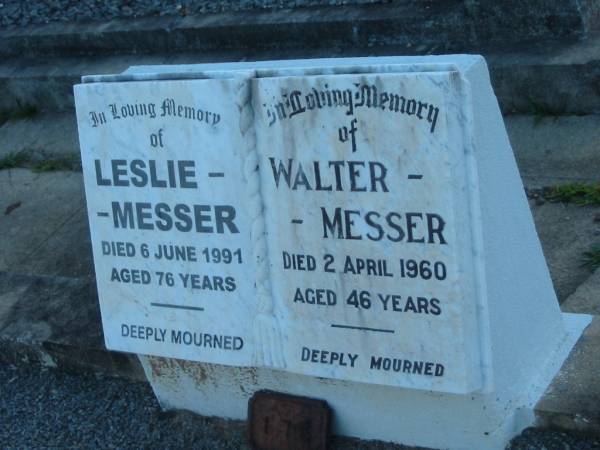 In Loving Memory
of
LESLIE -
- MESSER
DIED 6 JUNE 1991
AGED 76 YEARS
DEEPLY MOURNED
In Loving Memory
of
WALTER -
- MESSER
DIED 2 APRIL 1960
AGED 46 YEARS
DEEPLY MOURNED